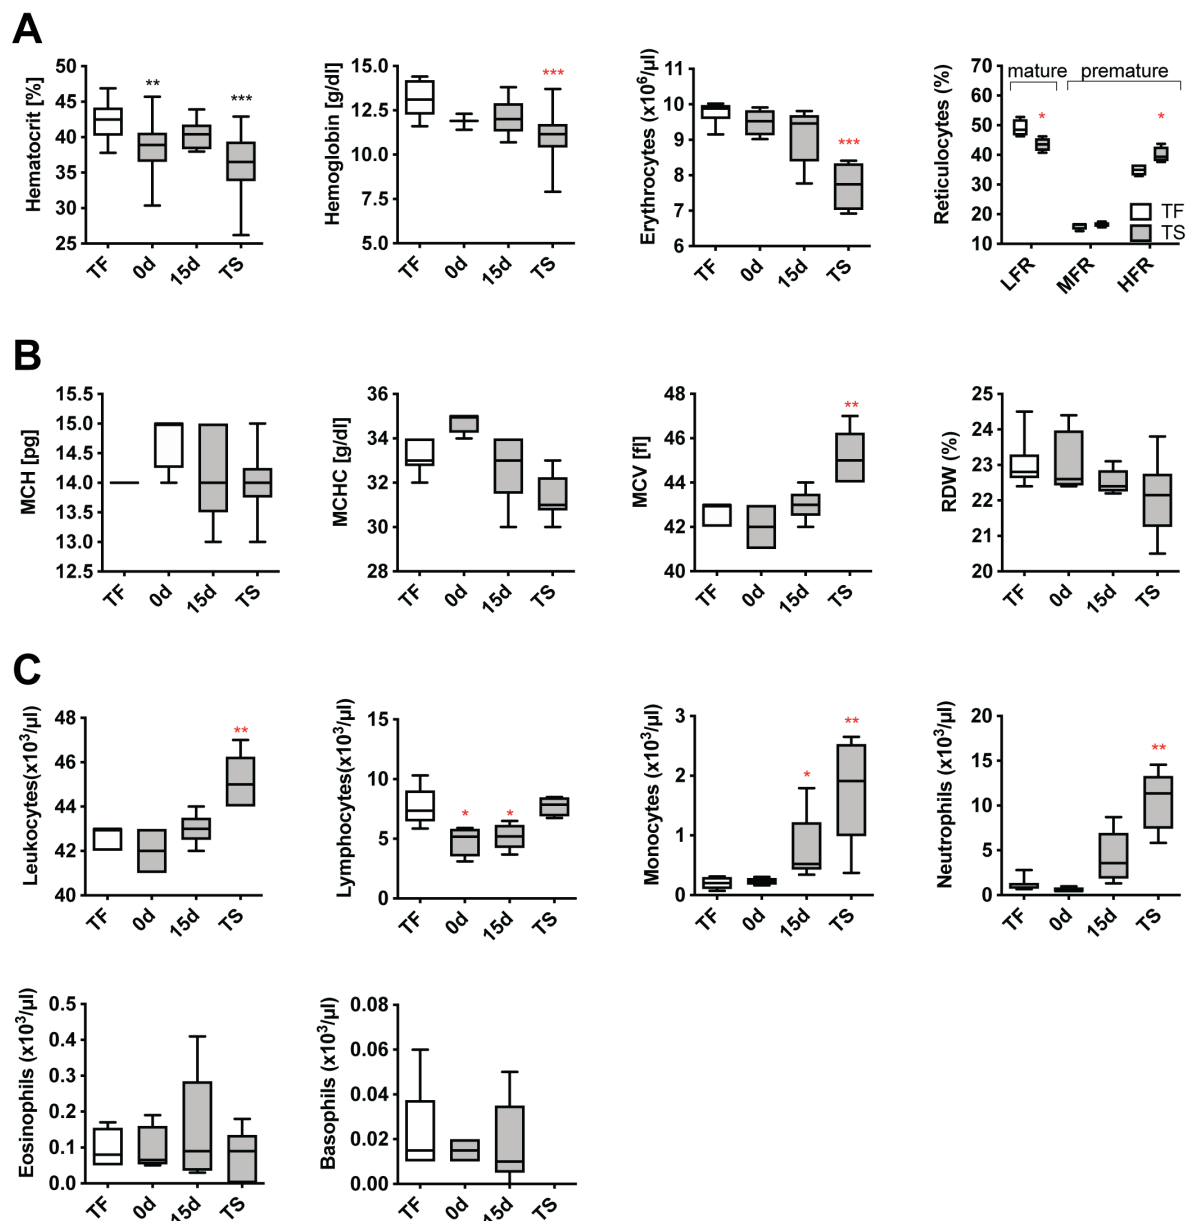 A
Hematocrit [%]
50
45
40
35
30
25
**
***
TF
0d
15d
TS
Hemoglobin [g/dl]
15.0
12.5
10.0
7.5
5.0
***
TF
0d
15d
TS
Erythrocytes (x10⁶/µl)
11
10
9
8
7
6
***
TF
0d
15d
TS
Reticulocytes (%)
70
60
50
40
30
20
10
mature
premature
*
*
TF
TS
LFR
MFR
HFR
B
MCH [pg]
15.5
15.0
14.5
14.0
13.5
13.0
12.5
TF
0d
15d
TS
MCHC [g/dl]
36
34
32
30
28
TF
0d
15d
TS
MCV [fl]
48
46
44
42
40
**
TF
0d
15d
TS
RDW (%)
25
24
23
22
21
20
TF
0d
15d
TS
C
Leukocytes(x10³/µl)
48
46
44
42
40
**
TF
0d
15d
TS
Lymphocytes(x10³/µl)
15
10
5
0
*
*
TF
0d
15d
TS
Monocytes (x10³/µl)
3
2
1
0
*
**
TF
0d
15d
TS
Neutrophils (x10³/µl)
20
15
10
5
0
**
TF
0d
15d
TS
Eosinophils (x10³/µl)
0.5
0.4
0.3
0.2
0.1
0.0
TF
0d
15d
TS
Basophils (x10³/µl)
0.08
0.06
0.04
0.02
0.00
TF
0d
15d
TS